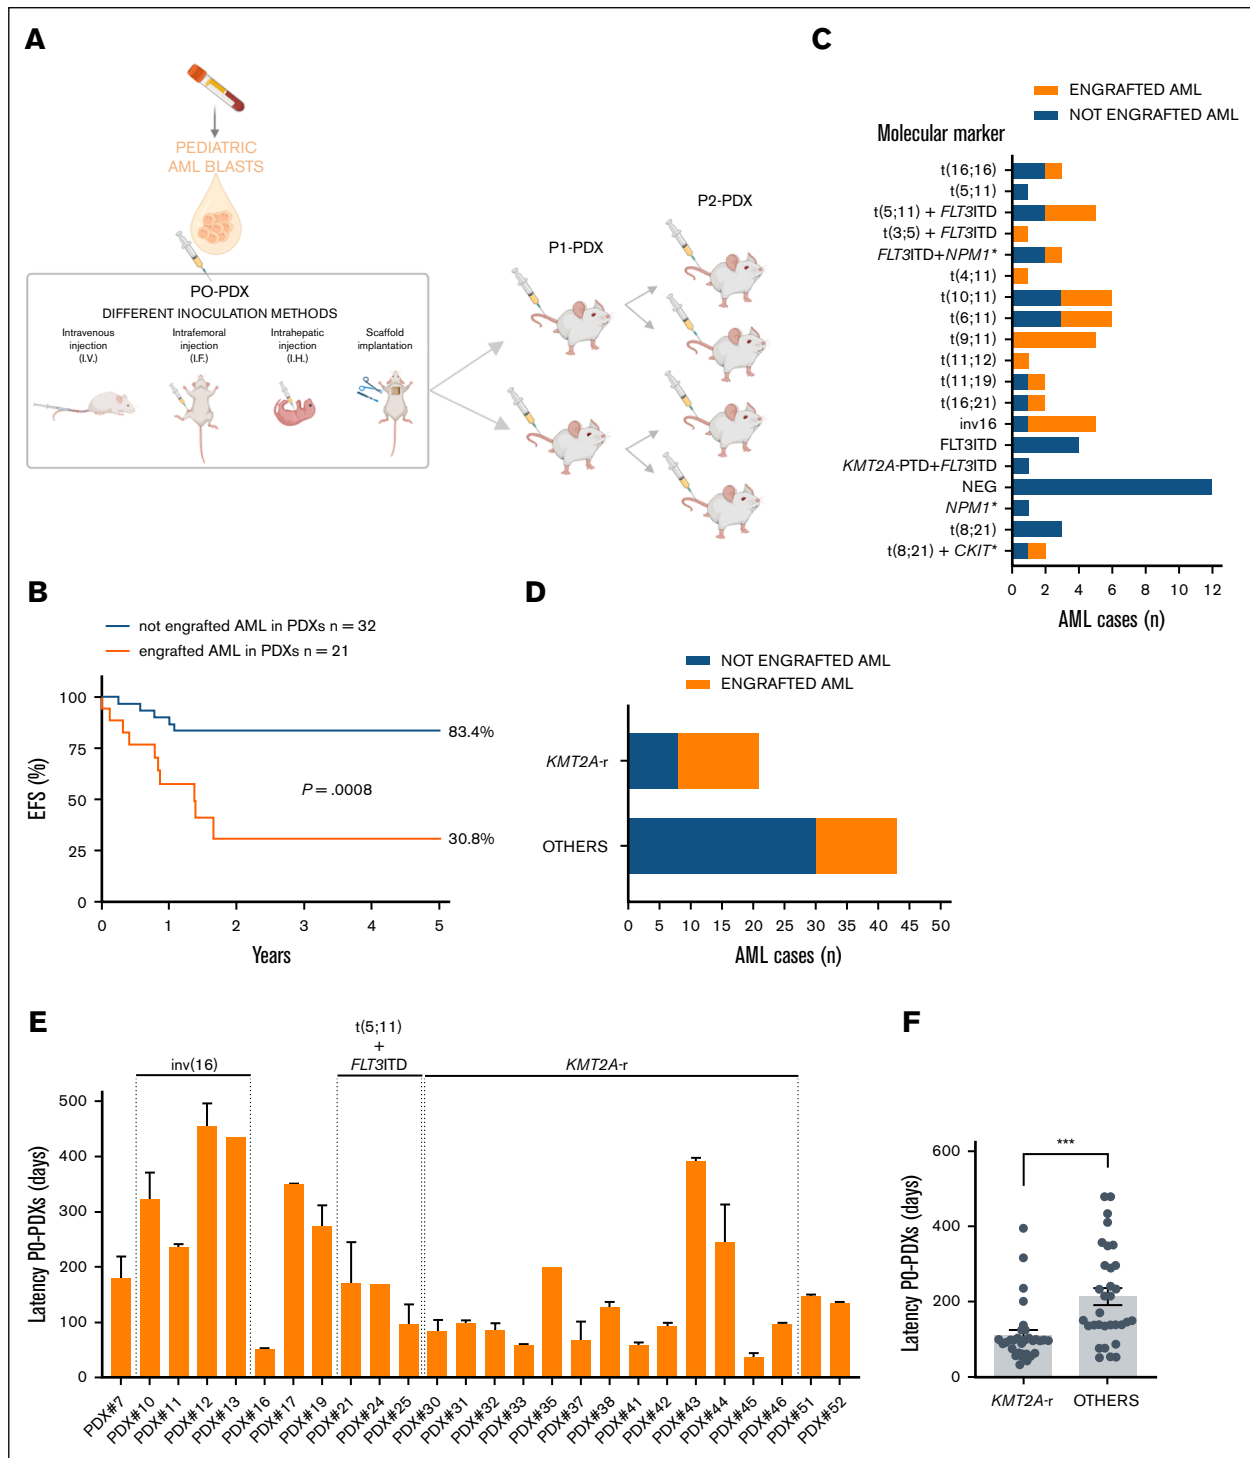 A
PEDIATRIC
AML BLASTS
PO-PDX
DIFFERENT INOCULATION METHODS
Intravenous
injection
(I.V.)
Intrafemoral
injection
(I.F.)
Intrahepatic
injection
(I.H.)
Scaffold
implantation
P1-PDX
P2-PDX
C
ENGRAFTED AML
NOT ENGRAFTED AML
Molecular marker
t(16;16)
t(5;11)
t(5;11) + FLT3ITD
t(3;5) + FLT3ITD
FLT3ITD+NPM1*
t(4;11)
t(10;11)
t(6;11)
t(9;11)
t(11;12)
t(11;19)
t(16;21)
inv16
FLT3ITD
KMT2A-PTD+FLT3ITD
NEG
NPM1*
t(8;21)
t(8;21) + CKIT*
0 2 4 6 8 10 12
AML cases (n)
B
not engrafted AML in PDXs n = 32
engrafted AML in PDXs n = 21
EFS (%)
100
75
50
25
0
83.4%
P = .0008
30.8%
0 1 2 3 4 5
Years
D
NOT ENGRAFTED AML
ENGRAFTED AML
KMT2A-r
OTHERS
0 5 10 15 20 25 30 35 40 45 50
AML cases (n)
E
inv(16)
t(5;11)
+
FLT3ITD
KMT2A-r
Latency P0-PDXs (days)
500
400
300
200
100
0
PDX#7
PDX#10
PDX#11
PDX#12
PDX#13
PDX#16
PDX#17
PDX#19
PDX#21
PDX#24
PDX#25
PDX#30
PDX#31
PDX#32
PDX#33
PDX#35
PDX#37
PDX#38
PDX#41
PDX#42
PDX#43
PDX#44
PDX#45
PDX#46
PDX#51
PDX#52
F
Latency P0-PDXs (days)
600
400
200
0
***
KMT2A-r
OTHERS